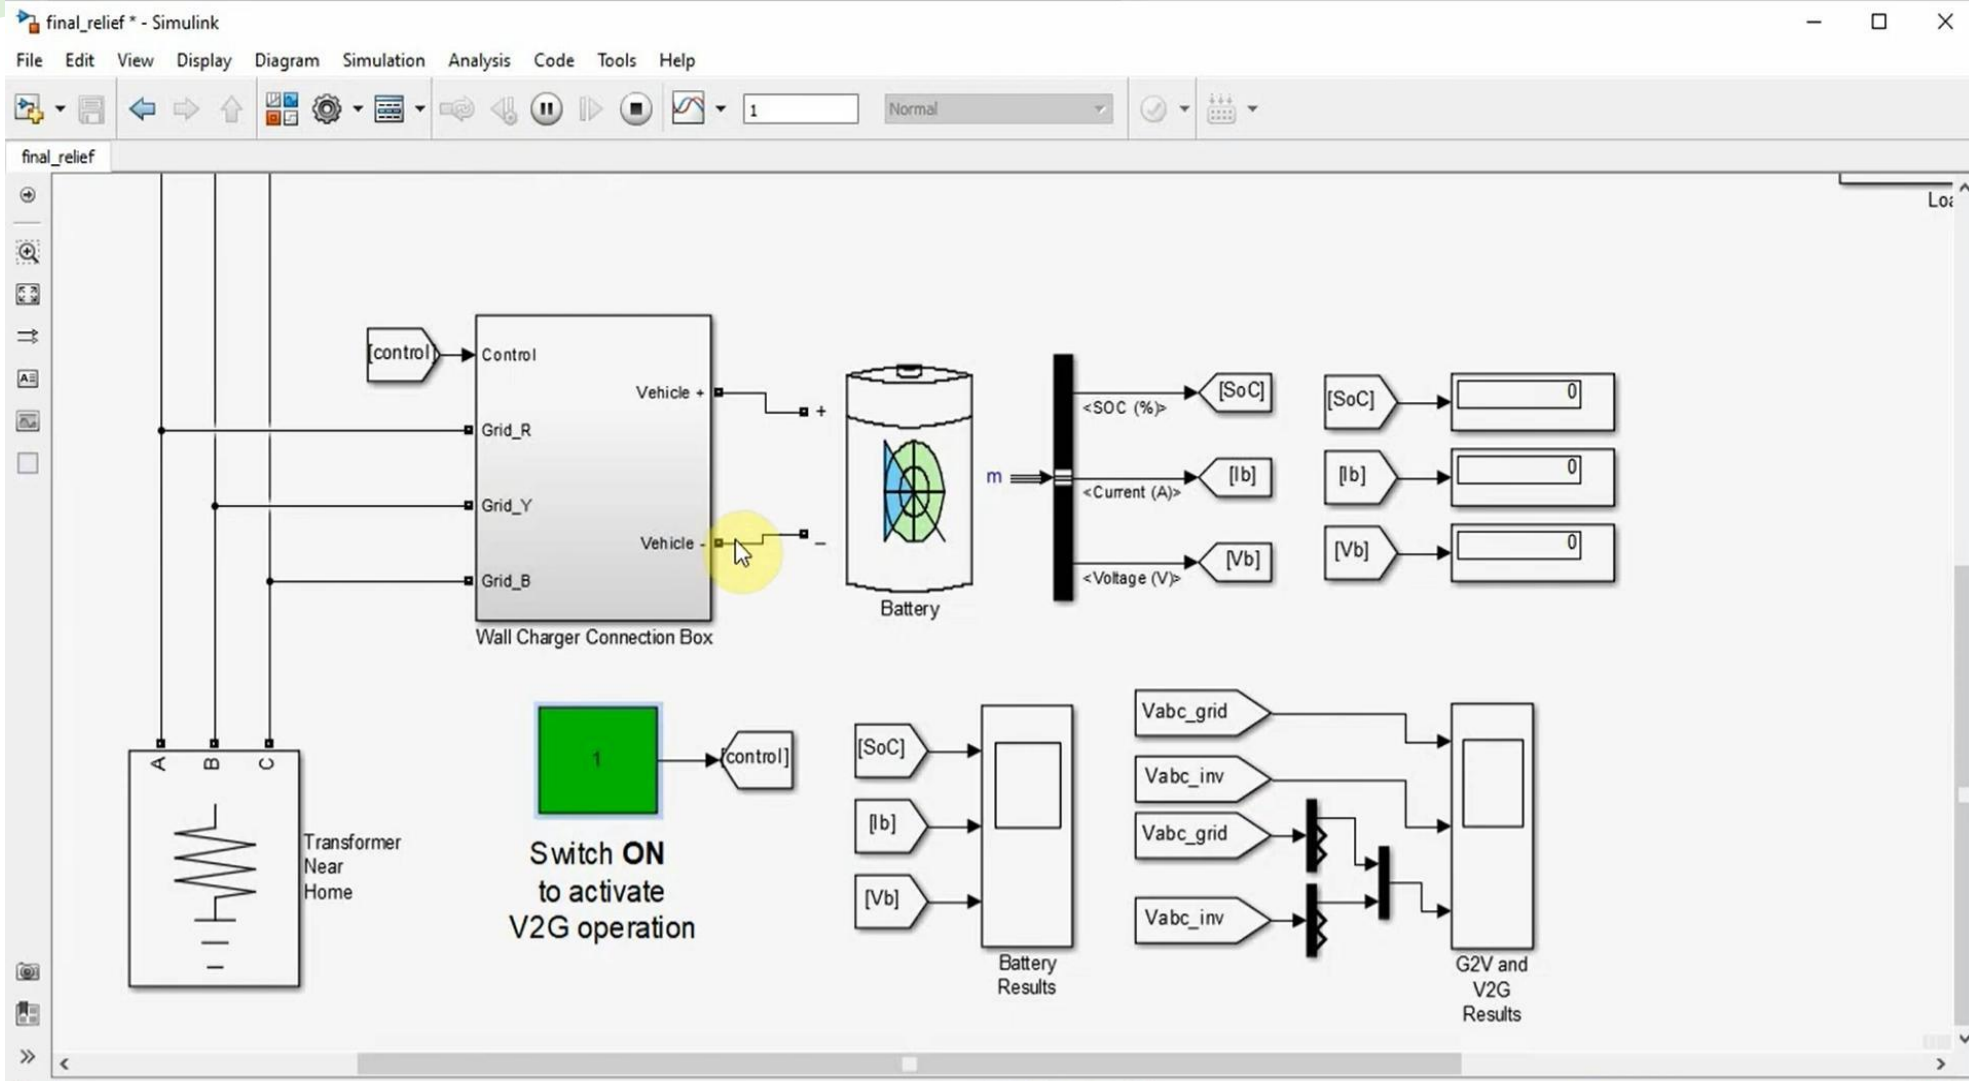 final_relief * - Simulink
File Edit View Display Diagram Simulation Analysis Code Tools Help
1
Normal
final_relief
[control]
Control
Vehicle +
Grid_R
Grid_Y
Vehicle -
Grid_B
Wall Charger Connection Box
+
–
Battery
m
<SOC (%)>
<Current (A)>
<Voltage (V)>
[SoC]
[Ib]
[Vb]
[SoC]
[Ib]
[Vb]
0
0
0
A B C
Transformer
Near
Home
1
[control]
Switch ON
to activate
V2G operation
[SoC]
[Ib]
[Vb]
Battery
Results
Vabc_grid
Vabc_inv
Vabc_grid
Vabc_inv
G2V and
V2G
Results